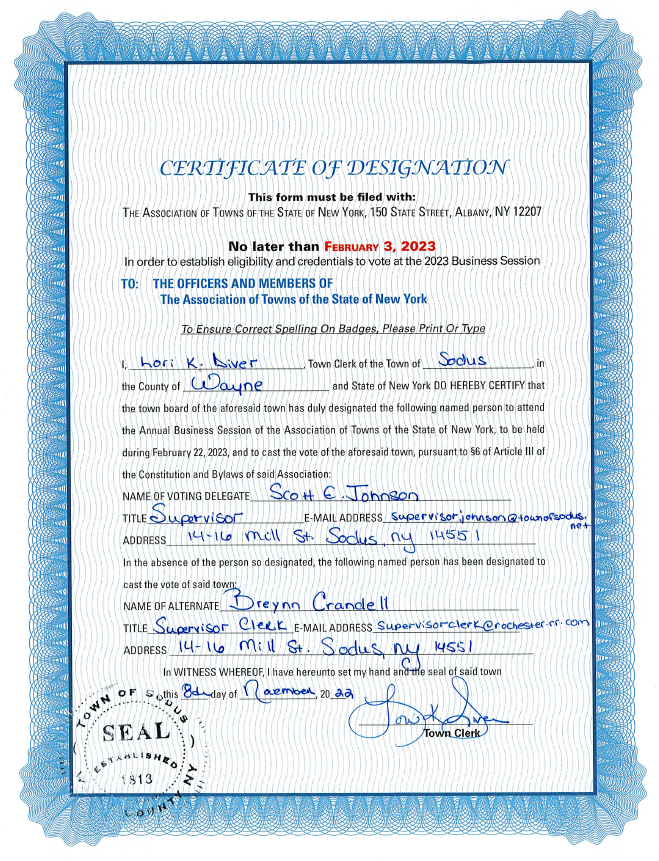 CERTIFICATE OF DESIGNATION
This form must be filed with:
THE ASSOCIATION OF TOWNS OF THE STATE OF NEW YORK, 150 STATE STREET, ALBANY, NY 12207
No later than FEBRUARY 3, 2023
In order to establish eligibility and credentials to vote at the 2023 Business Session
TO: THE OFFICERS AND MEMBERS OF
The Association of Towns of the State of New York
To Ensure Correct Spelling On Badges, Please Print Or Type
I, Lori K. Diver, Town Clerk of the Town of Sodus, in
the County of Wayne and State of New York DO HEREBY CERTIFY that
the town board of the aforesaid town has duly designated the following named person to attend
the Annual Business Session of the Association of Towns of the State of New York, to be held
during February 22, 2023, and to cast the vote of the aforesaid town, pursuant to §6 of Article III of
the Constitution and Bylaws of said Association:
NAME OF VOTING DELEGATE Scott C. Johnson
TITLE Supervisor E-MAIL ADDRESS supervisorjohnson@townofsodus.
net
ADDRESS 14-16 Mill St. Sodus, ny 14551
In the absence of the person so designated, the following named person has been designated to
cast the vote of said town:
NAME OF ALTERNATE Breynn Crandell
TITLE Supervisor Clerk E-MAIL ADDRESS supervisorclerk@rochester.rr.com
ADDRESS 14-16 Mill St. Sodus, ny 14551
In WITNESS WHEREOF, I have hereunto set my hand and the seal of said town
this 8th day of November, 2022
Lori K Diver
Town Clerk
TOWN OF SODUS
SEAL
ESTABLISHED
1813
COUNTY NY